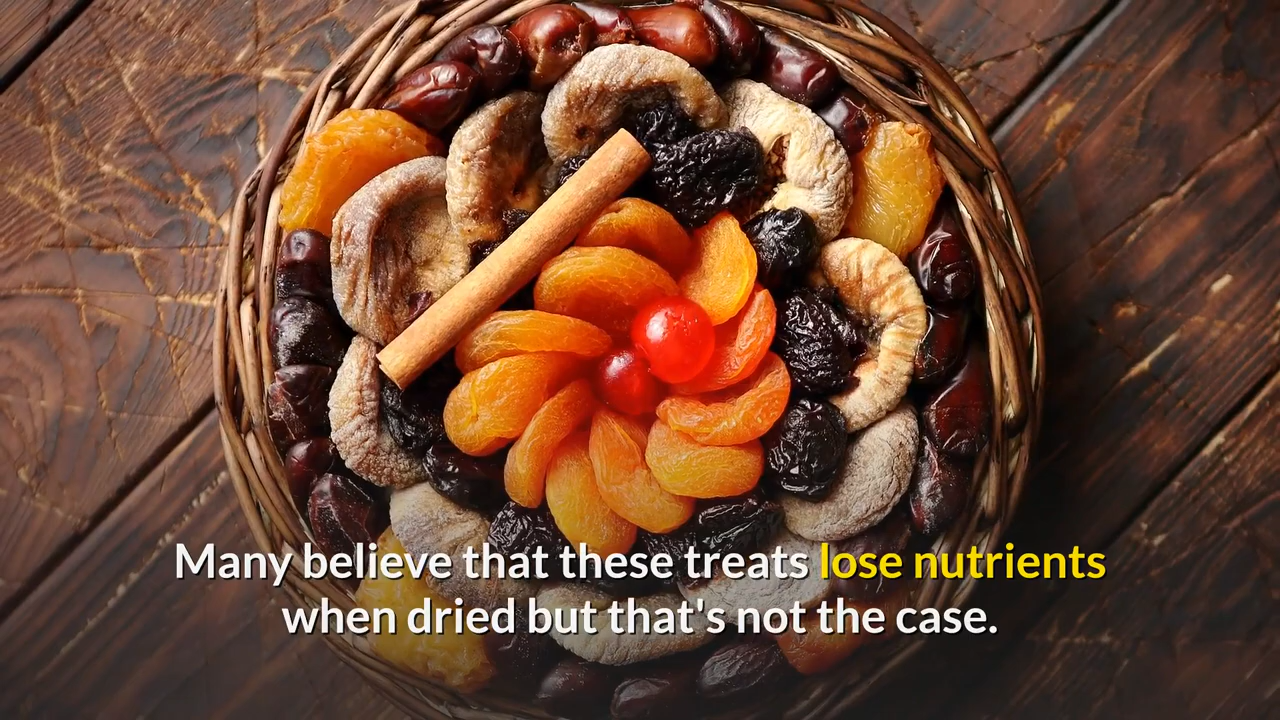 Many believe that these treats lose nutrients
when dried but that's not the case.